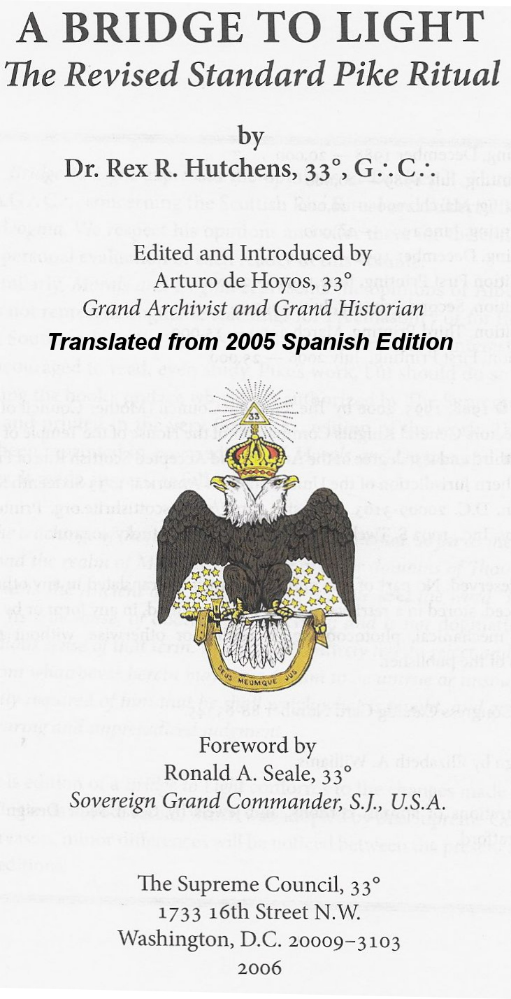 A BRIDGE TO LIGHT
The Revised Standard Pike Ritual
by
Dr. Rex R. Hutchens, 33°, G∴C∴
Edited and Introduced by
Arturo de Hoyos, 33°
Grand Archivist and Grand Historian
Translated from 2005 Spanish Edition
33
DEUS MEUMQUE JUS
Foreword by
Ronald A. Seale, 33°
Sovereign Grand Commander, S.J., U.S.A.
The Supreme Council, 33°
1733 16th Street N.W.
Washington, D.C. 20009–3103
2006